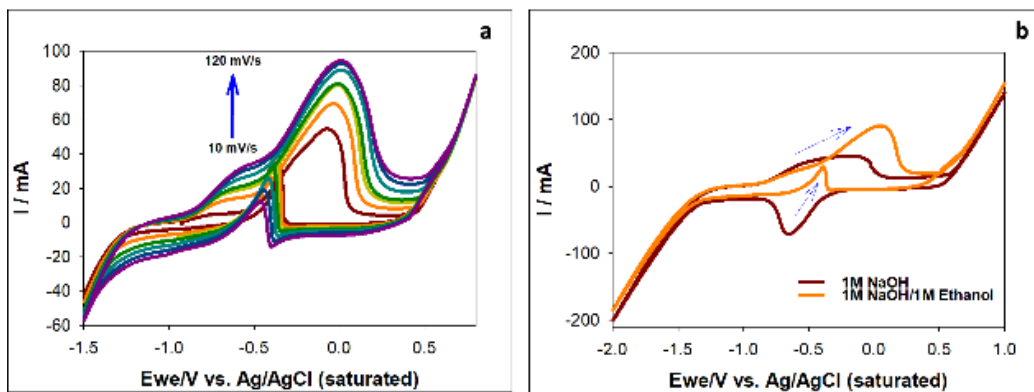 a
100
80
60
40
20
0
-20
-40
-60
I / mA
120 mV/s
10 mV/s
-1.5 -1.0 -0.5 0.0 0.5
Ewe/V vs. Ag/AgCl (saturated)
b
200
100
0
-100
-200
I / mA
1M NaOH
1M NaOH/1M Ethanol
-2.0 -1.5 -1.0 -0.5 0.0 0.5 1.0
Ewe/V vs. Ag/AgCl (saturated)